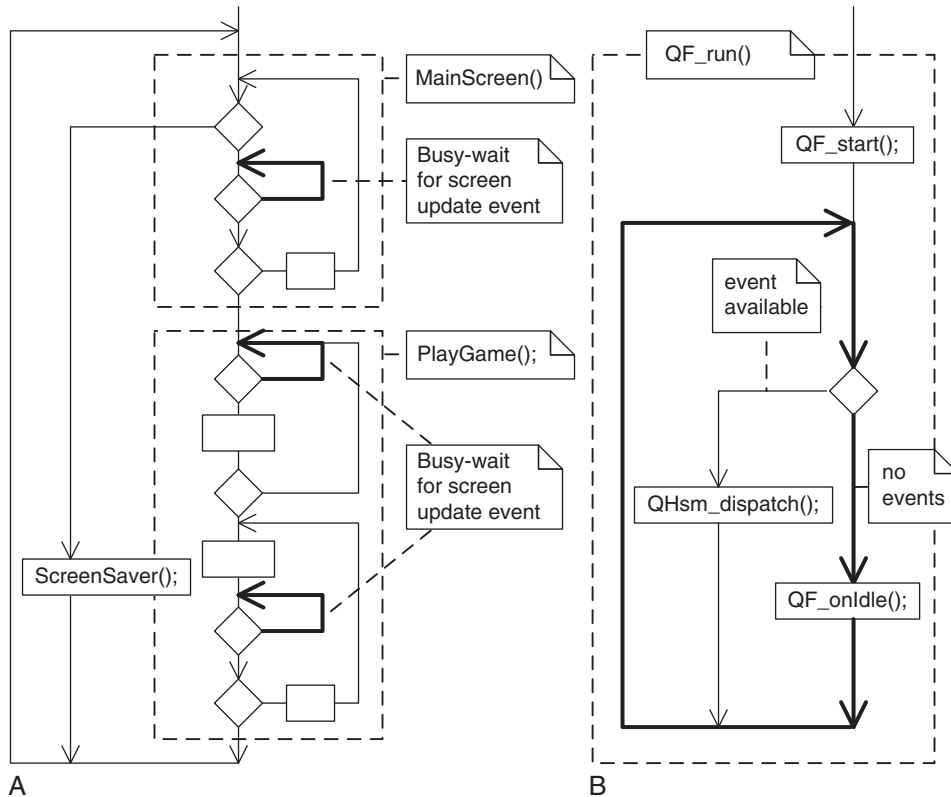 MainScreen()
Busy-wait
for screen
update event
PlayGame();
Busy-wait
for screen
update event
ScreenSaver();
A
QF_run()
QF_start();
event
available
no
events
QHsm_dispatch();
QF_onIdle();
B